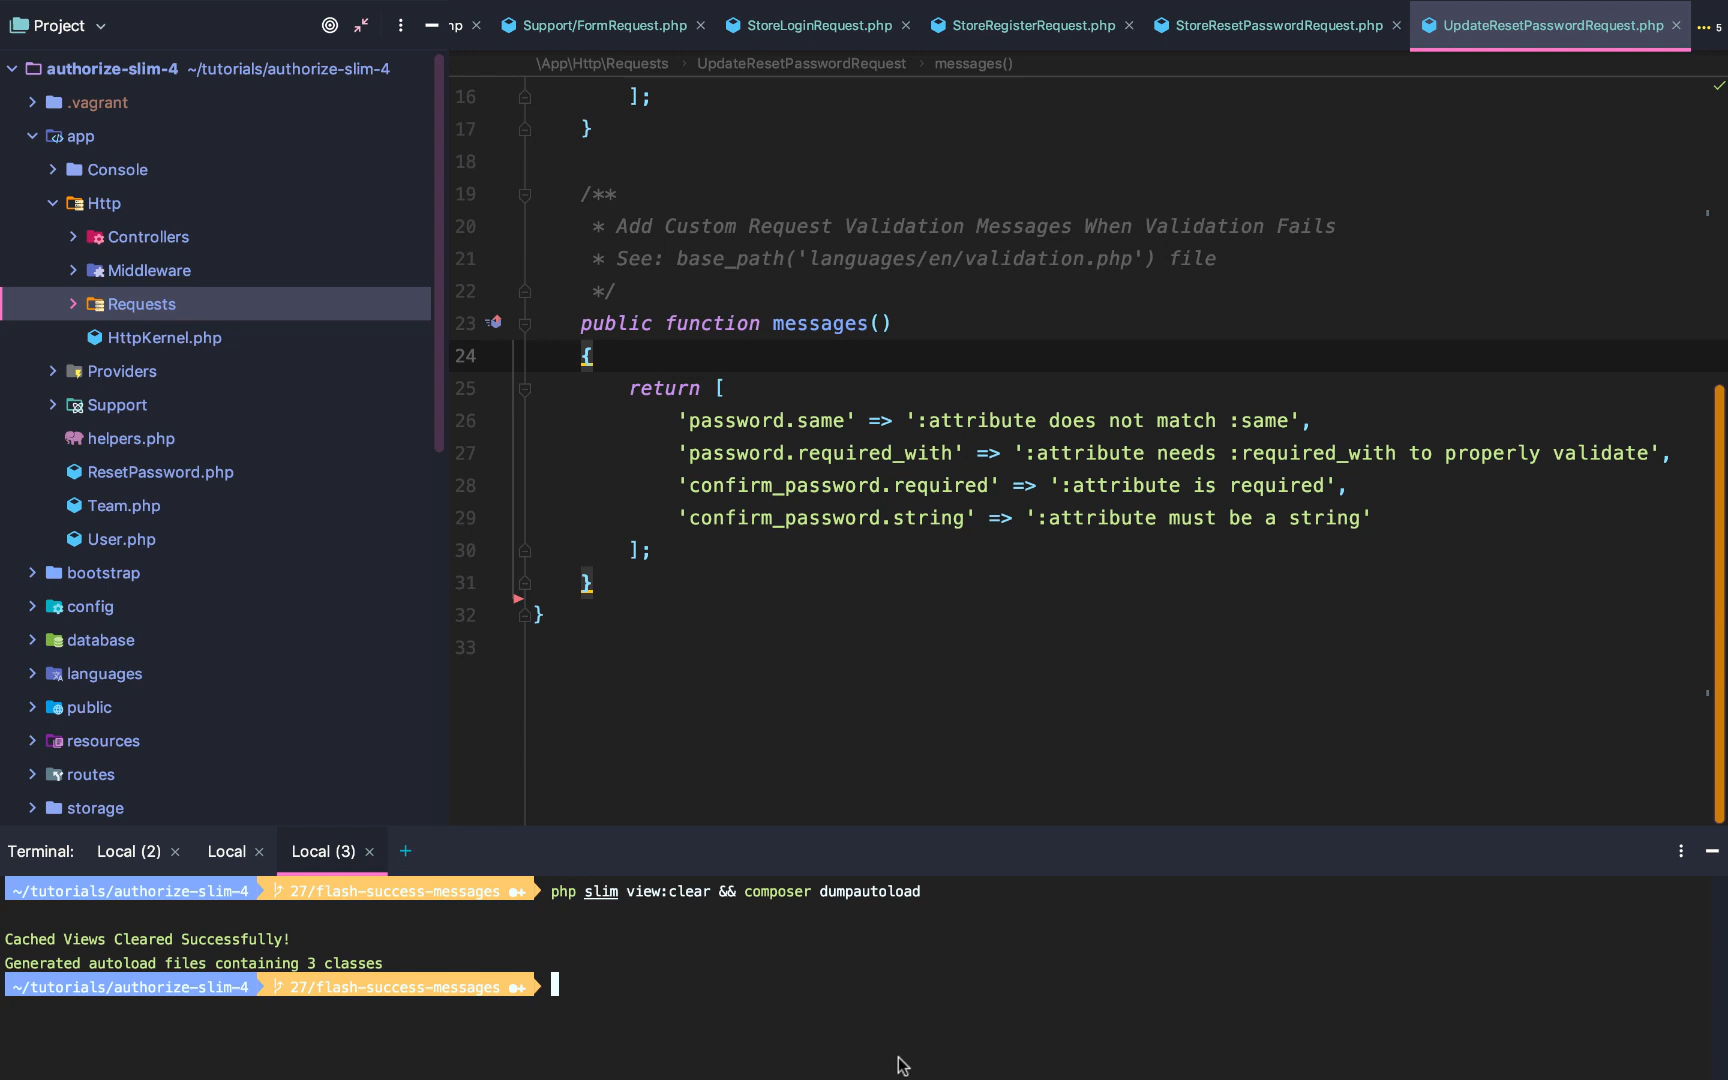 Project
hp
Support/FormRequest.php
StoreLoginRequest.php
StoreRegisterRequest.php
StoreResetPasswordRequest.php
UpdateResetPasswordRequest.php
5
authorize-slim-4 ~/tutorials/authorize-slim-4
.vagrant
app
Console
Http
Controllers
Middleware
Requests
HttpKernel.php
Providers
Support
helpers.php
ResetPassword.php
Team.php
User.php
bootstrap
config
database
languages
public
resources
routes
storage
\App\Http\Requests › UpdateResetPasswordRequest › messages()
16 ];
17 }
18
19 /**
20 * Add Custom Request Validation Messages When Validation Fails
21 * See: base_path('languages/en/validation.php') file
22 */
23 public function messages()
24 {
25 return [
26 'password.same' => ':attribute does not match :same',
27 'password.required_with' => ':attribute needs :required_with to properly validate',
28 'confirm_password.required' => ':attribute is required',
29 'confirm_password.string' => ':attribute must be a string'
30 ];
31 }
32 }
33
Terminal: Local (2) Local Local (3) +
~/tutorials/authorize-slim-4 27/flash-success-messages ●+ php slim view:clear && composer dumpautoload
Cached Views Cleared Successfully!
Generated autoload files containing 3 classes
~/tutorials/authorize-slim-4 27/flash-success-messages ●+